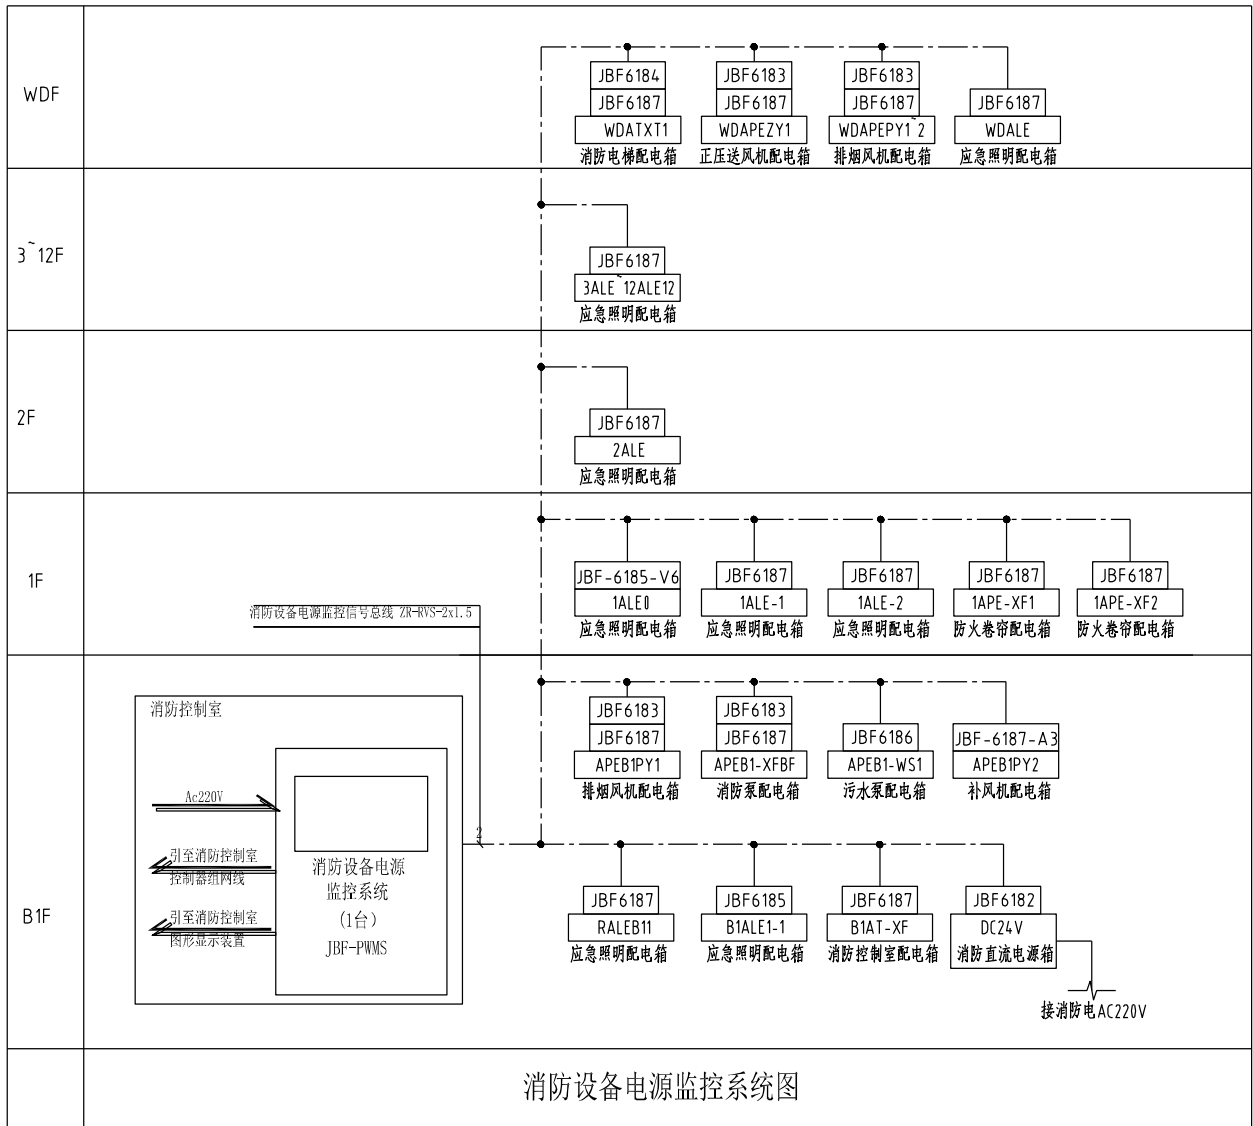 WDF
JBF6184
JBF6187
WDATXT1
消防电梯配电箱
JBF6183
JBF6187
WDAPEZY1
正压送风机配电箱
JBF6183
JBF6187
WDAPEPY1~2
排烟风机配电箱
JBF6187
WDALE
应急照明配电箱
3~12F
JBF6187
3ALE~12ALE12
应急照明配电箱
2F
JBF6187
2ALE
应急照明配电箱
1F
消防设备电源监控信号总线 ZR-RVS-2x1.5
JBF-6185-V6
1ALE0
应急照明配电箱
JBF6187
1ALE-1
应急照明配电箱
JBF6187
1ALE-2
应急照明配电箱
JBF6187
1APE-XF1
防火卷帘配电箱
JBF6187
1APE-XF2
防火卷帘配电箱
B1F
消防控制室
Ac220V
引至消防控制室
控制器组网线
引至消防控制室
图形显示装置
消防设备电源
监控系统
(1台)
JBF-PWMS
2
JBF6183
JBF6187
APEB1PY1
排烟风机配电箱
JBF6183
JBF6187
APEB1-XFBF
消防泵配电箱
JBF6186
APEB1-WS1
污水泵配电箱
JBF-6187-A3
APEB1PY2
补风机配电箱
JBF6187
RALEB11
应急照明配电箱
JBF6185
B1ALE1-1
应急照明配电箱
JBF6187
B1AT-XF
消防控制室配电箱
JBF6182
DC24V
消防直流电源箱
接消防电AC220V
消防设备电源监控系统图